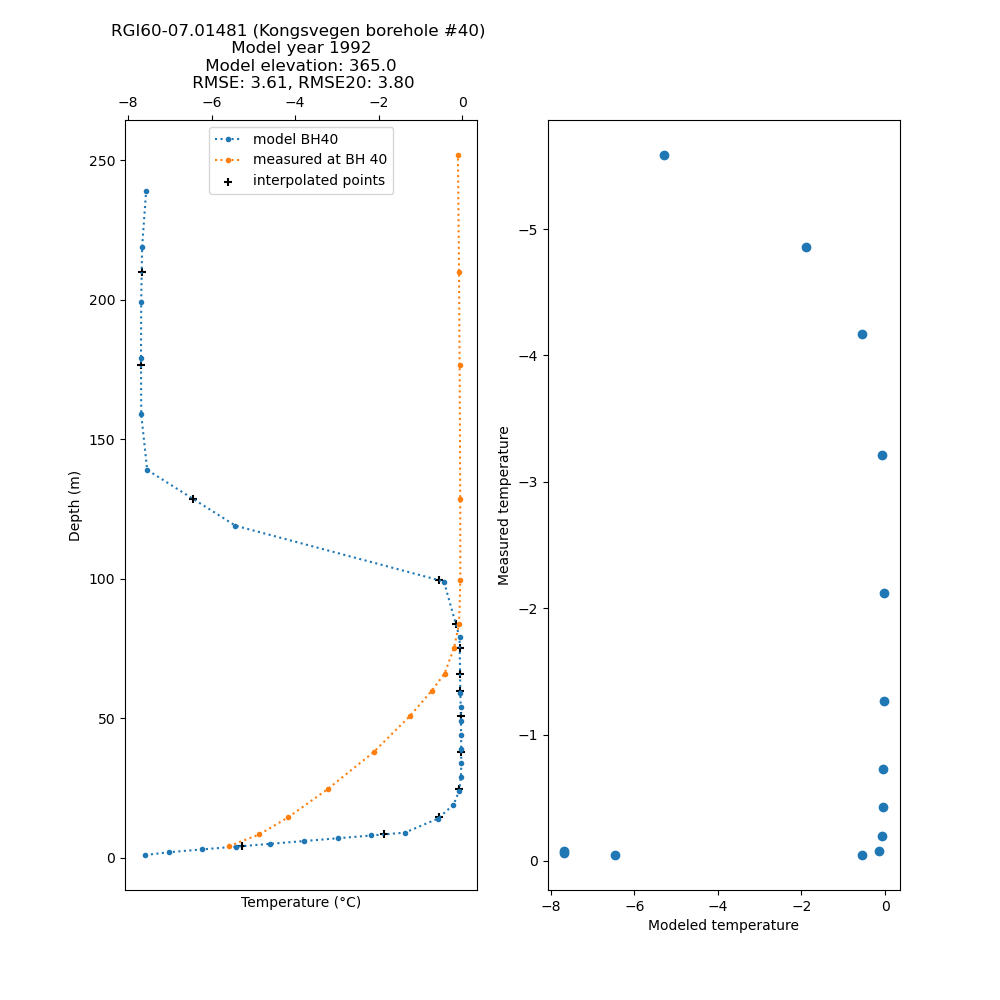 RGI60-07.01481 (Kongsvegen borehole #40)
Model year 1992
Model elevation: 365.0
RMSE: 3.61, RMSE20: 3.80
−8 −6 −4 −2 0
model BH40
measured at BH 40
interpolated points
250
200
150
100
50
0
Depth (m)
Temperature (°C)
−5
−4
−3
−2
−1
0
Measured temperature
−8 −6 −4 −2 0
Modeled temperature